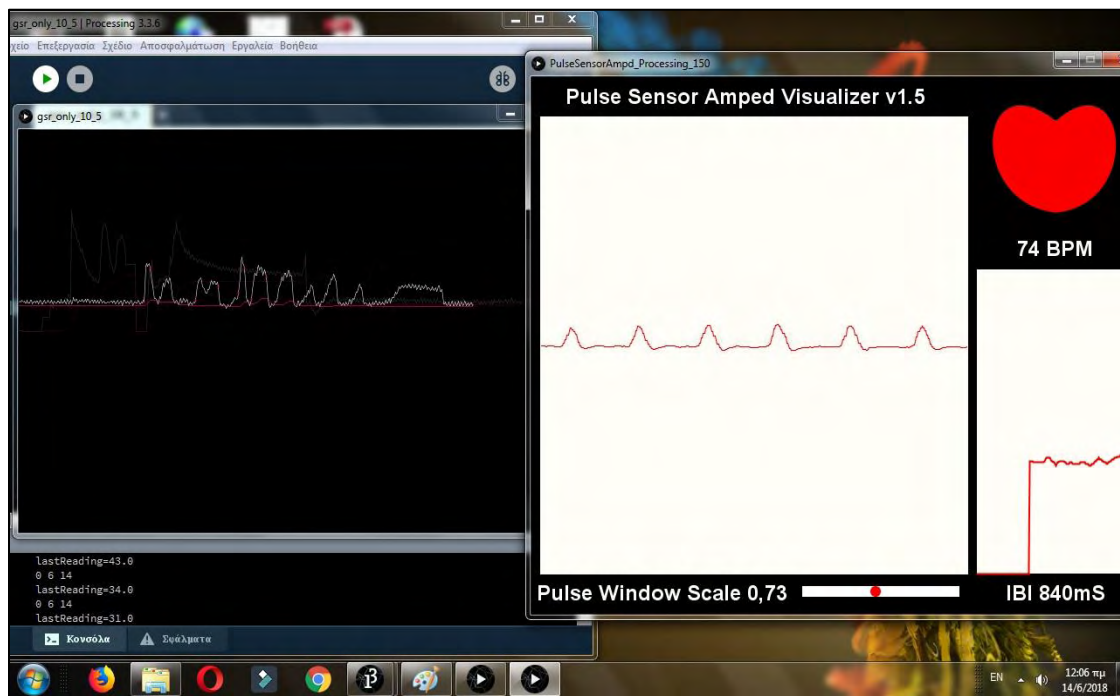 gsr_only_10_5 | Processing 3.3.6
χείο Επεξεργασία Σχέδιο Αποσφαλμάτωση Εργαλεία Βοήθεια
gsr_only_10_5
lastReading=43.0
0 6 14
lastReading=34.0
0 6 14
lastReading=31.0
Κονσόλα Σφάλματα
PulseSensorAmpd_Processing_150
Pulse Sensor Amped Visualizer v1.5
74 BPM
Pulse Window Scale 0,73
IBI 840mS
EN
12:06 πμ
14/6/2018